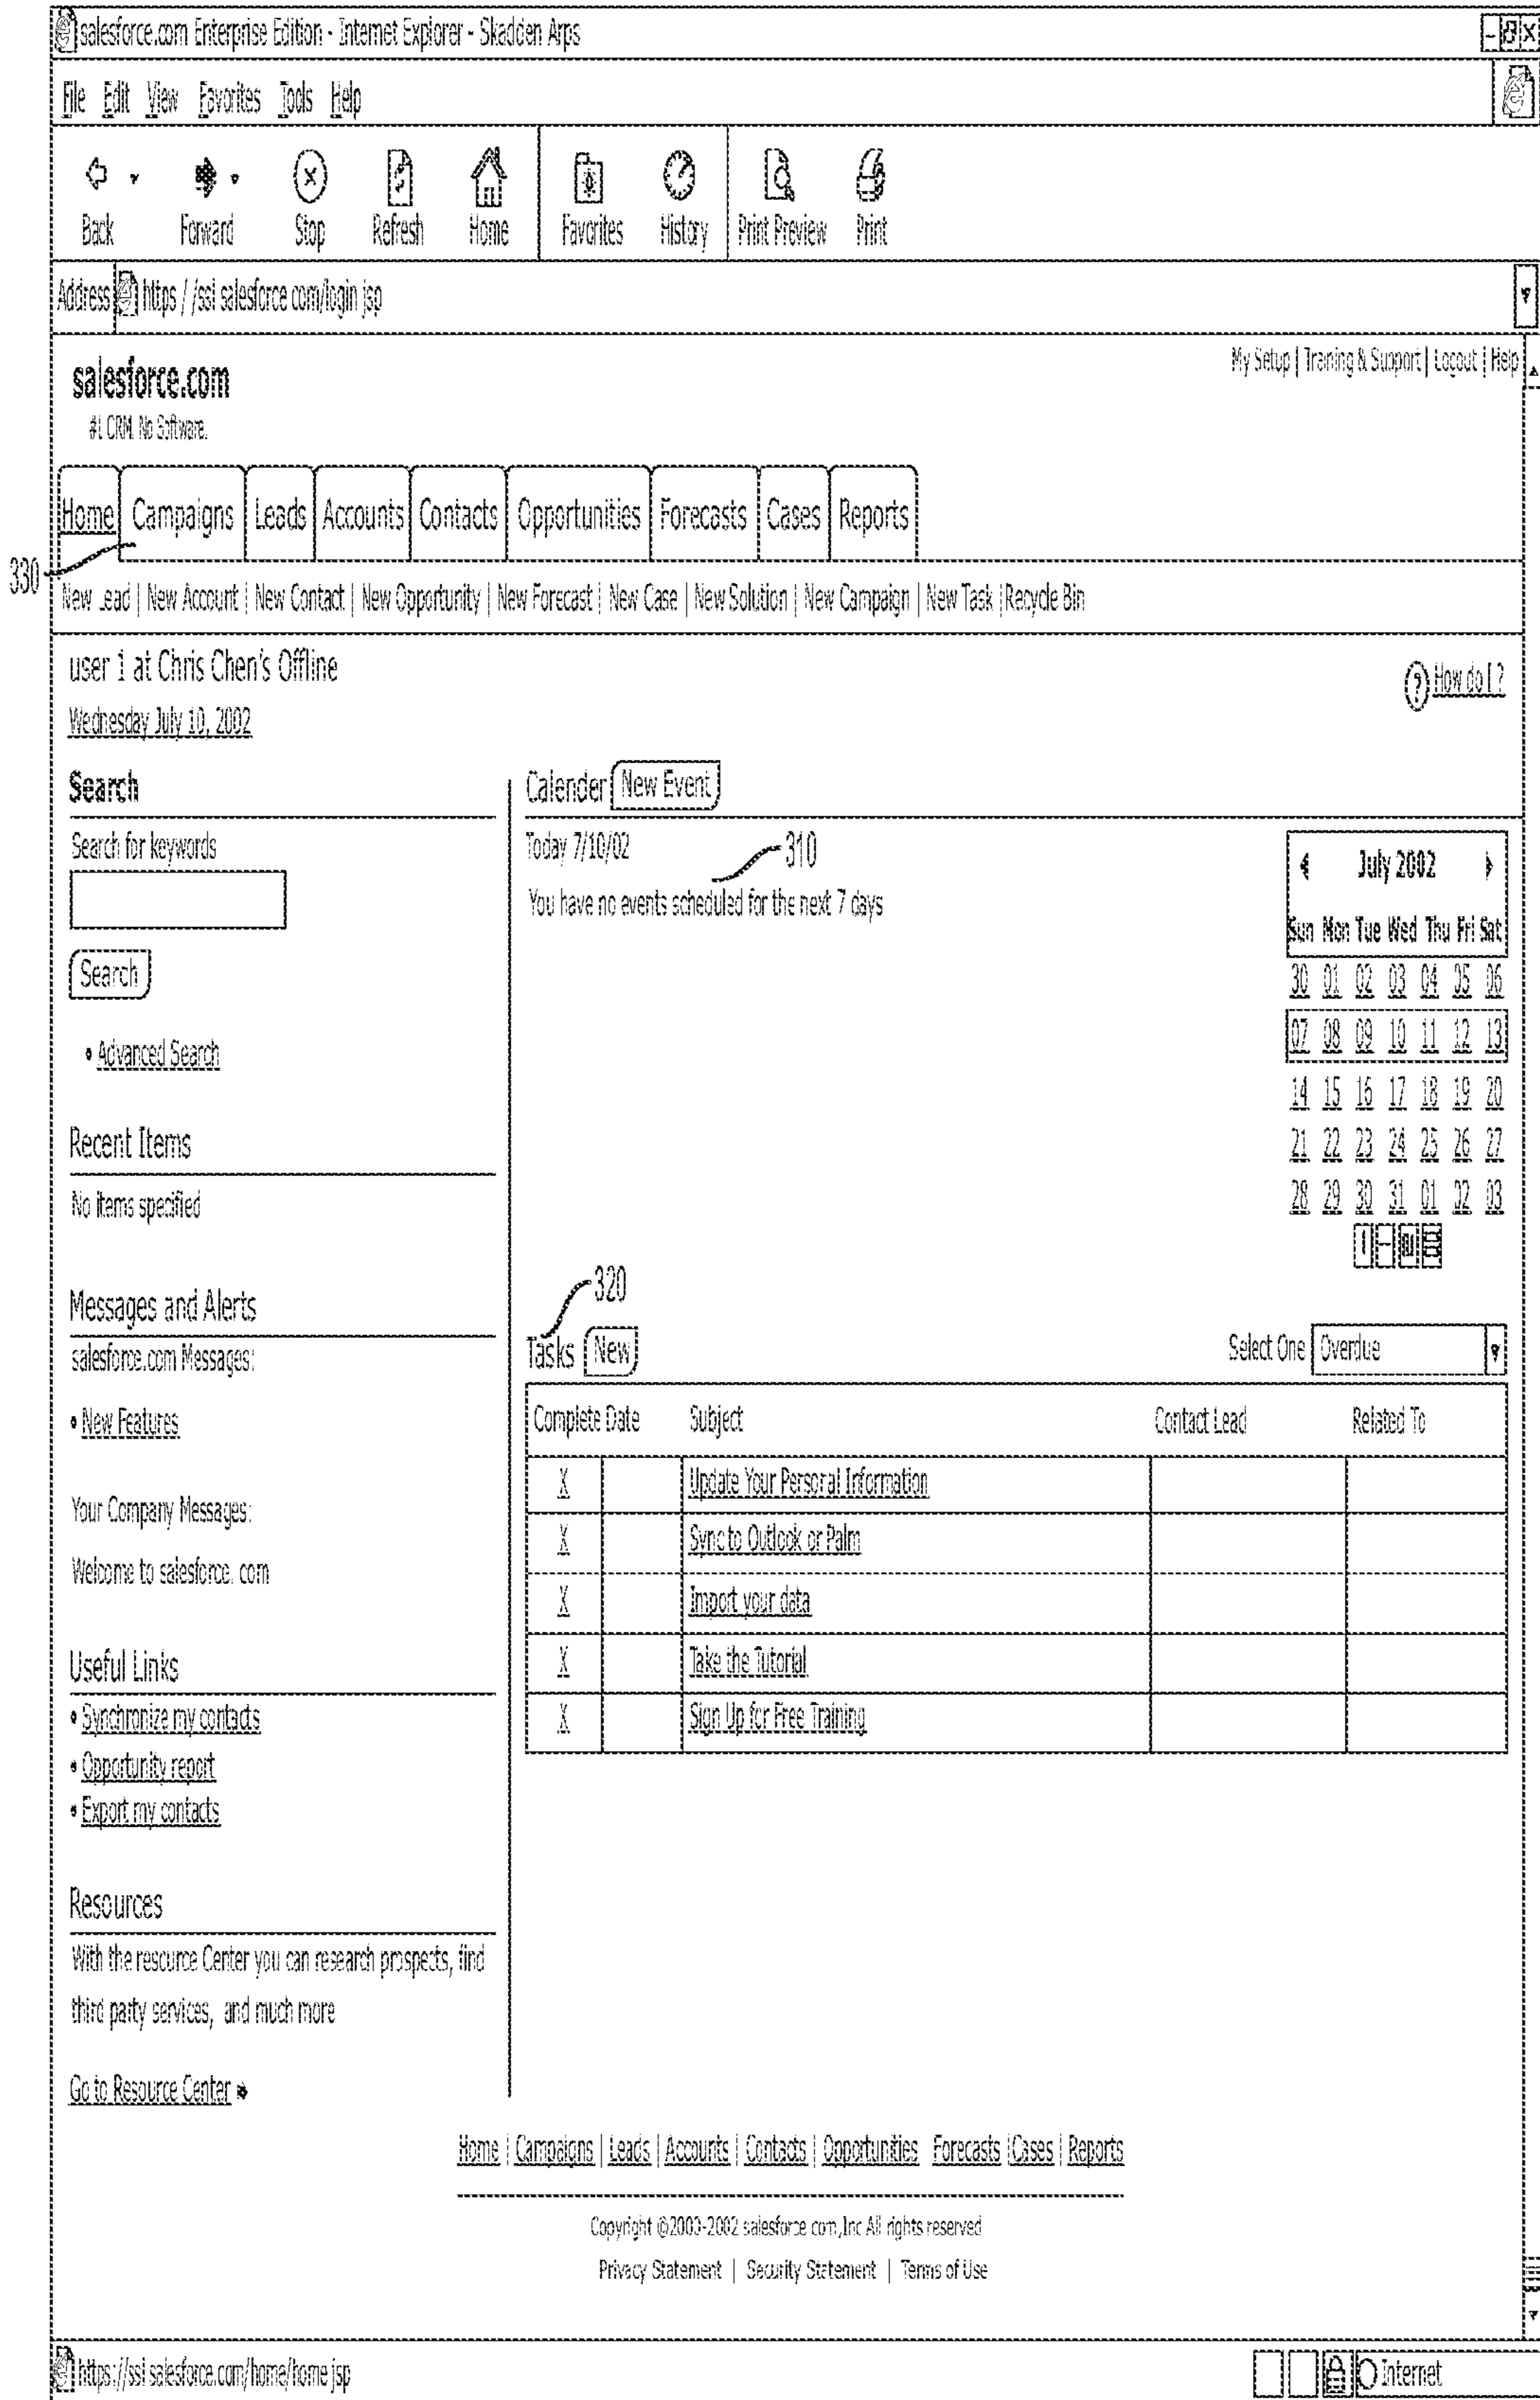 salesforce.com Enterprise Edition - Internet Explorer - Skadden Arps
File Edit View Favorites Tools Help
Back Forward Stop Refresh Home Favorites History Print Preview Print
Address https / /ssl salesforce com/login jsp
My Setup | Training & Support | Logout | Help
salesforce.com
#1 CRM. No Software.
Home Campaigns Leads Accounts Contacts Opportunities Forecasts Cases Reports
330
New Lead | New Account | New Contact | New Opportunity | New Forecast | New Case | New Solution | New Campaign | New Task | Recycle Bin
user 1 at Chris Chen's Offline
? How do I ?
Wednesday July 10, 2002
Search
Search for keywords
Search
• Advanced Search
Recent Items
No items specified
Messages and Alerts
salesforce.com Messages:
• New Features
Your Company Messages:
Welcome to salesforce. com
Useful Links
• Synchronize my contacts
• Opportunity report
• Export my contacts
Resources
With the resource Center you can research prospects, find
third party services, and much more
Go to Resource Center
Calender New Event
Today 7/10/02
310
You have no events scheduled for the next 7 days
July 2002
Sun Mon Tue Wed Thu Fri Sat
30 01 02 03 04 05 06
07 08 09 10 11 12 13
14 15 16 17 18 19 20
21 22 23 24 25 26 27
28 29 30 31 01 02 03
320
Tasks New
Select One Overdue
Complete Date Subject Contact Lead Related To
X Update Your Personal Information
X Sync to Outlook or Palm
X Import your data
X Take the Tutorial
X Sign Up for Free Training
Home | Campaigns | Leads | Accounts | Contacts | Opportunities Forecasts | Cases | Reports
Copyright ©2000-2002 salesforce com,Inc All rights reserved
Privacy Statement | Security Statement | Terms of Use
https://ssl salesforce.com/home/home jsp
Internet